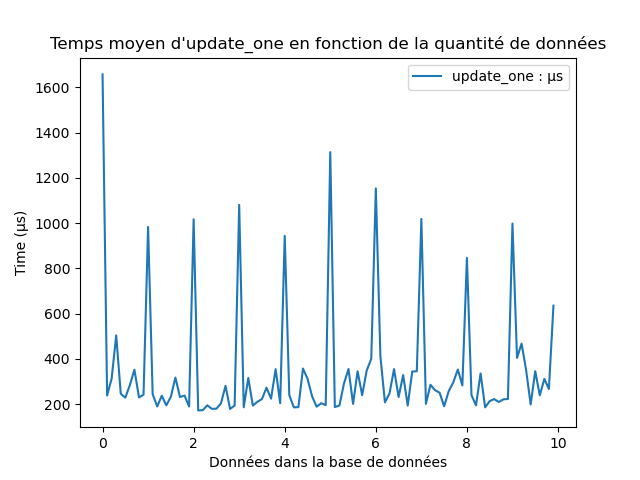 Temps moyen d'update_one en fonction de la quantité de données
update_one : µs
1600
1400
1200
1000
800
600
400
200
Time (µs)
0 2 4 6 8 10
Données dans la base de données